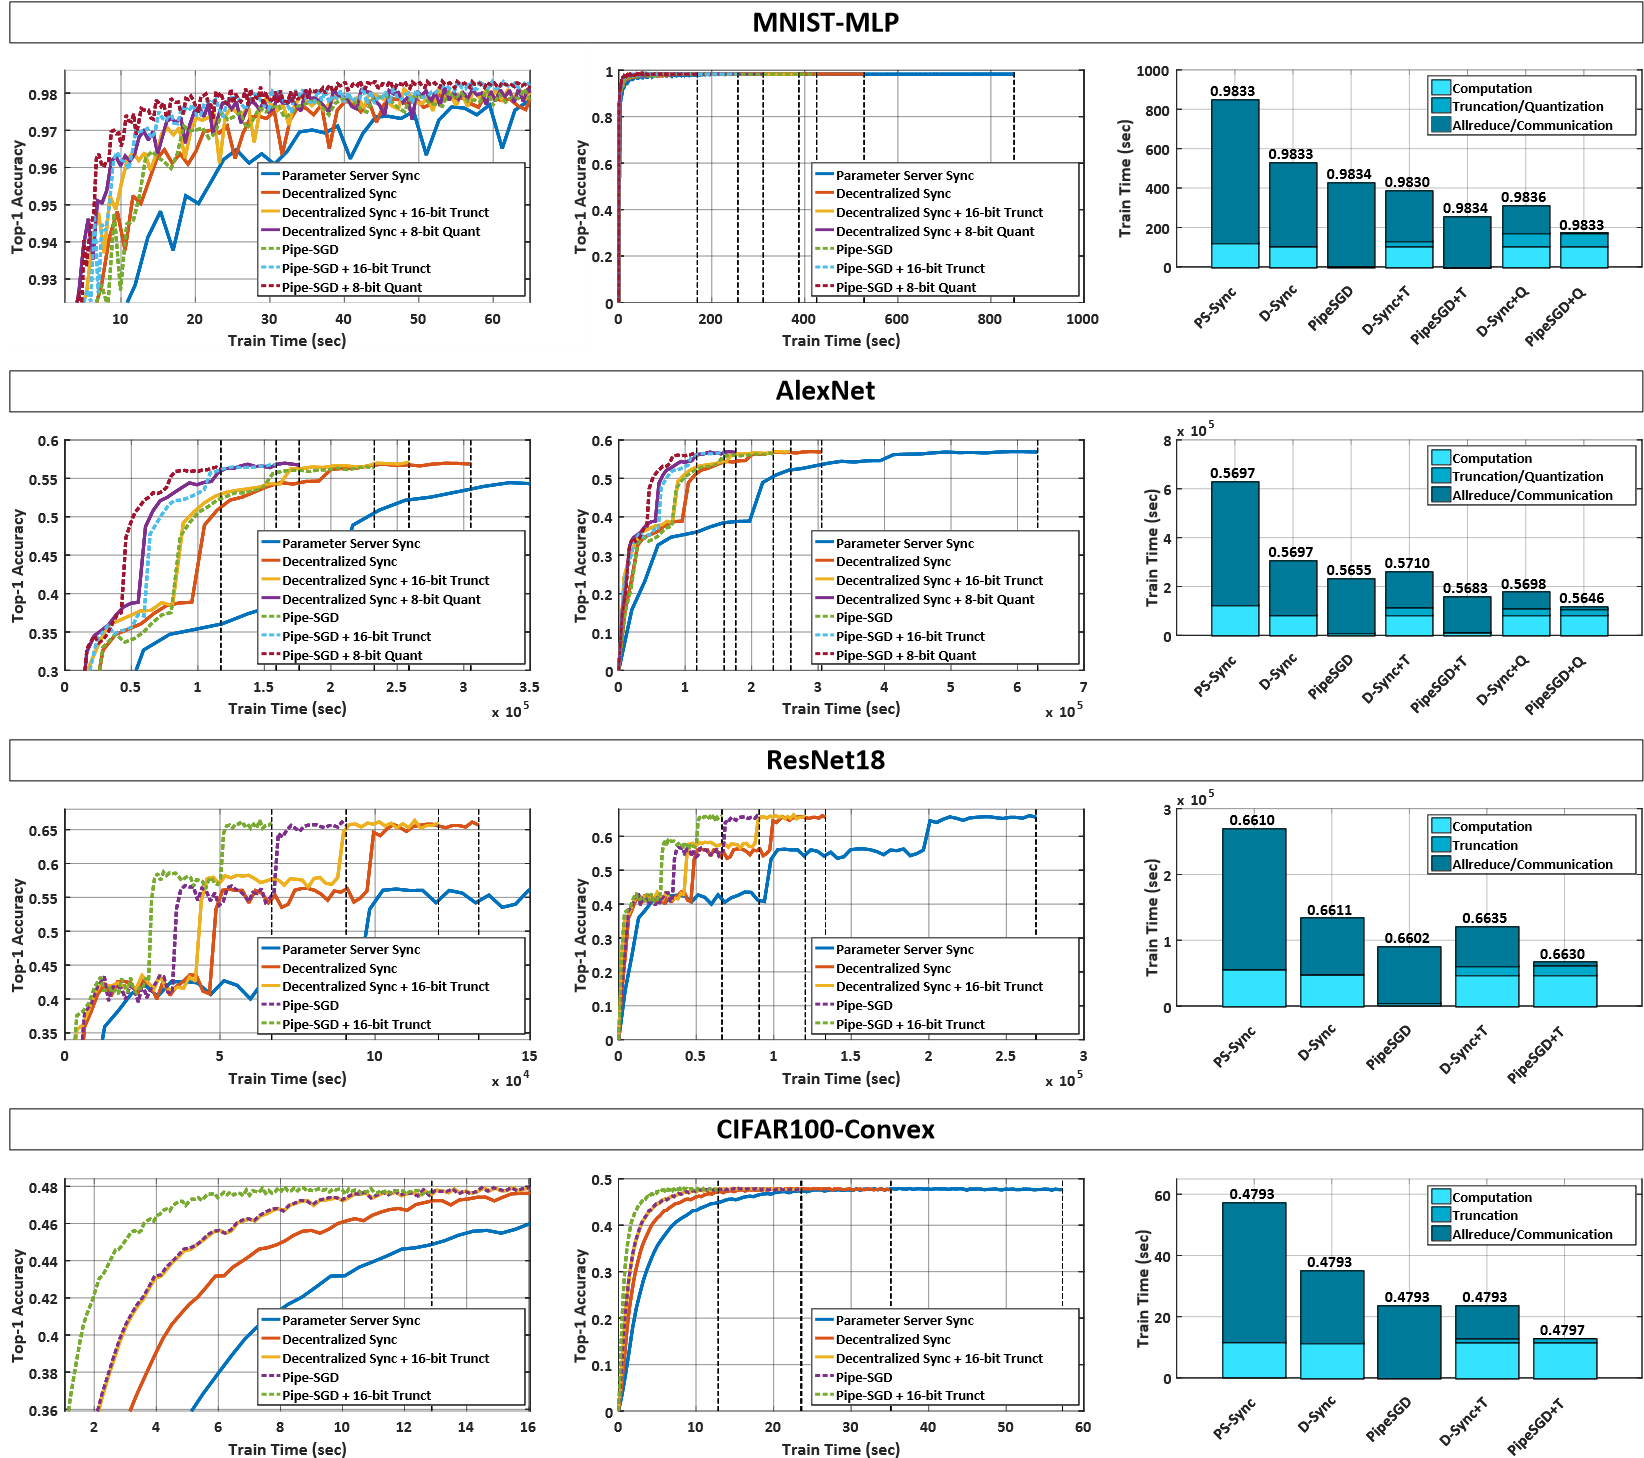 MNIST-MLP
Top-1 Accuracy
0.98
0.97
0.96
0.95
0.94
0.93
10 20 30 40 50 60
Train Time (sec)
Parameter Server Sync
Decentralized Sync
Decentralized Sync + 16-bit Trunct
Decentralized Sync + 8-bit Quant
Pipe-SGD
Pipe-SGD + 16-bit Trunct
Pipe-SGD + 8-bit Quant
Top-1 Accuracy
1
0.8
0.6
0.4
0.2
0
0 200 400 600 800 1000
Train Time (sec)
Parameter Server Sync
Decentralized Sync
Decentralized Sync + 16-bit Trunct
Decentralized Sync + 8-bit Quant
Pipe-SGD
Pipe-SGD + 16-bit Trunct
Pipe-SGD + 8-bit Quant
Train Time (sec)
1000
800
600
400
200
0
0.9833
0.9833
0.9834
0.9830
0.9834
0.9836
0.9833
Computation
Truncation/Quantization
Allreduce/Communication
PS-Sync
D-Sync
PipeSGD
D-Sync+T
PipeSGD+T
D-Sync+Q
PipeSGD+Q
AlexNet
Top-1 Accuracy
0.6
0.55
0.5
0.45
0.4
0.35
0.3
0 0.5 1 1.5 2 2.5 3 3.5
Train Time (sec)
x 10^5
Parameter Server Sync
Decentralized Sync
Decentralized Sync + 16-bit Trunct
Decentralized Sync + 8-bit Quant
Pipe-SGD
Pipe-SGD + 16-bit Trunct
Pipe-SGD + 8-bit Quant
Top-1 Accuracy
0.6
0.5
0.4
0.3
0.2
0.1
0
0 1 2 3 4 5 6 7
Train Time (sec)
x 10^5
Parameter Server Sync
Decentralized Sync
Decentralized Sync + 16-bit Trunct
Decentralized Sync + 8-bit Quant
Pipe-SGD
Pipe-SGD + 16-bit Trunct
Pipe-SGD + 8-bit Quant
x 10^5
Train Time (sec)
8
6
4
2
0
0.5697
0.5697
0.5655
0.5710
0.5683
0.5698
0.5646
Computation
Truncation/Quantization
Allreduce/Communication
PS-Sync
D-Sync
PipeSGD
D-Sync+T
PipeSGD+T
D-Sync+Q
PipeSGD+Q
ResNet18
Top-1 Accuracy
0.65
0.6
0.55
0.5
0.45
0.4
0.35
0 5 10 15
Train Time (sec)
x 10^4
Parameter Server Sync
Decentralized Sync
Decentralized Sync + 16-bit Trunct
Pipe-SGD
Pipe-SGD + 16-bit Trunct
Top-1 Accuracy
0.6
0.5
0.4
0.3
0.2
0.1
0
0 0.5 1 1.5 2 2.5 3
Train Time (sec)
x 10^5
Parameter Server Sync
Decentralized Sync
Decentralized Sync + 16-bit Trunct
Pipe-SGD
Pipe-SGD + 16-bit Trunct
x 10^5
Train Time (sec)
3
2
1
0
0.6610
0.6611
0.6602
0.6635
0.6630
Computation
Truncation
Allreduce/Communication
PS-Sync
D-Sync
PipeSGD
D-Sync+T
PipeSGD+T
CIFAR100-Convex
Top-1 Accuracy
0.48
0.46
0.44
0.42
0.4
0.38
0.36
2 4 6 8 10 12 14 16
Train Time (sec)
Parameter Server Sync
Decentralized Sync
Decentralized Sync + 16-bit Trunct
Pipe-SGD
Pipe-SGD + 16-bit Trunct
Top-1 Accuracy
0.5
0.4
0.3
0.2
0.1
0
0 10 20 30 40 50 60
Train Time (sec)
Parameter Server Sync
Decentralized Sync
Decentralized Sync + 16-bit Trunct
Pipe-SGD
Pipe-SGD + 16-bit Trunct
Train Time (sec)
60
40
20
0
0.4793
0.4793
0.4793
0.4793
0.4797
Computation
Truncation
Allreduce/Communication
PS-Sync
D-Sync
PipeSGD
D-Sync+T
PipeSGD+T